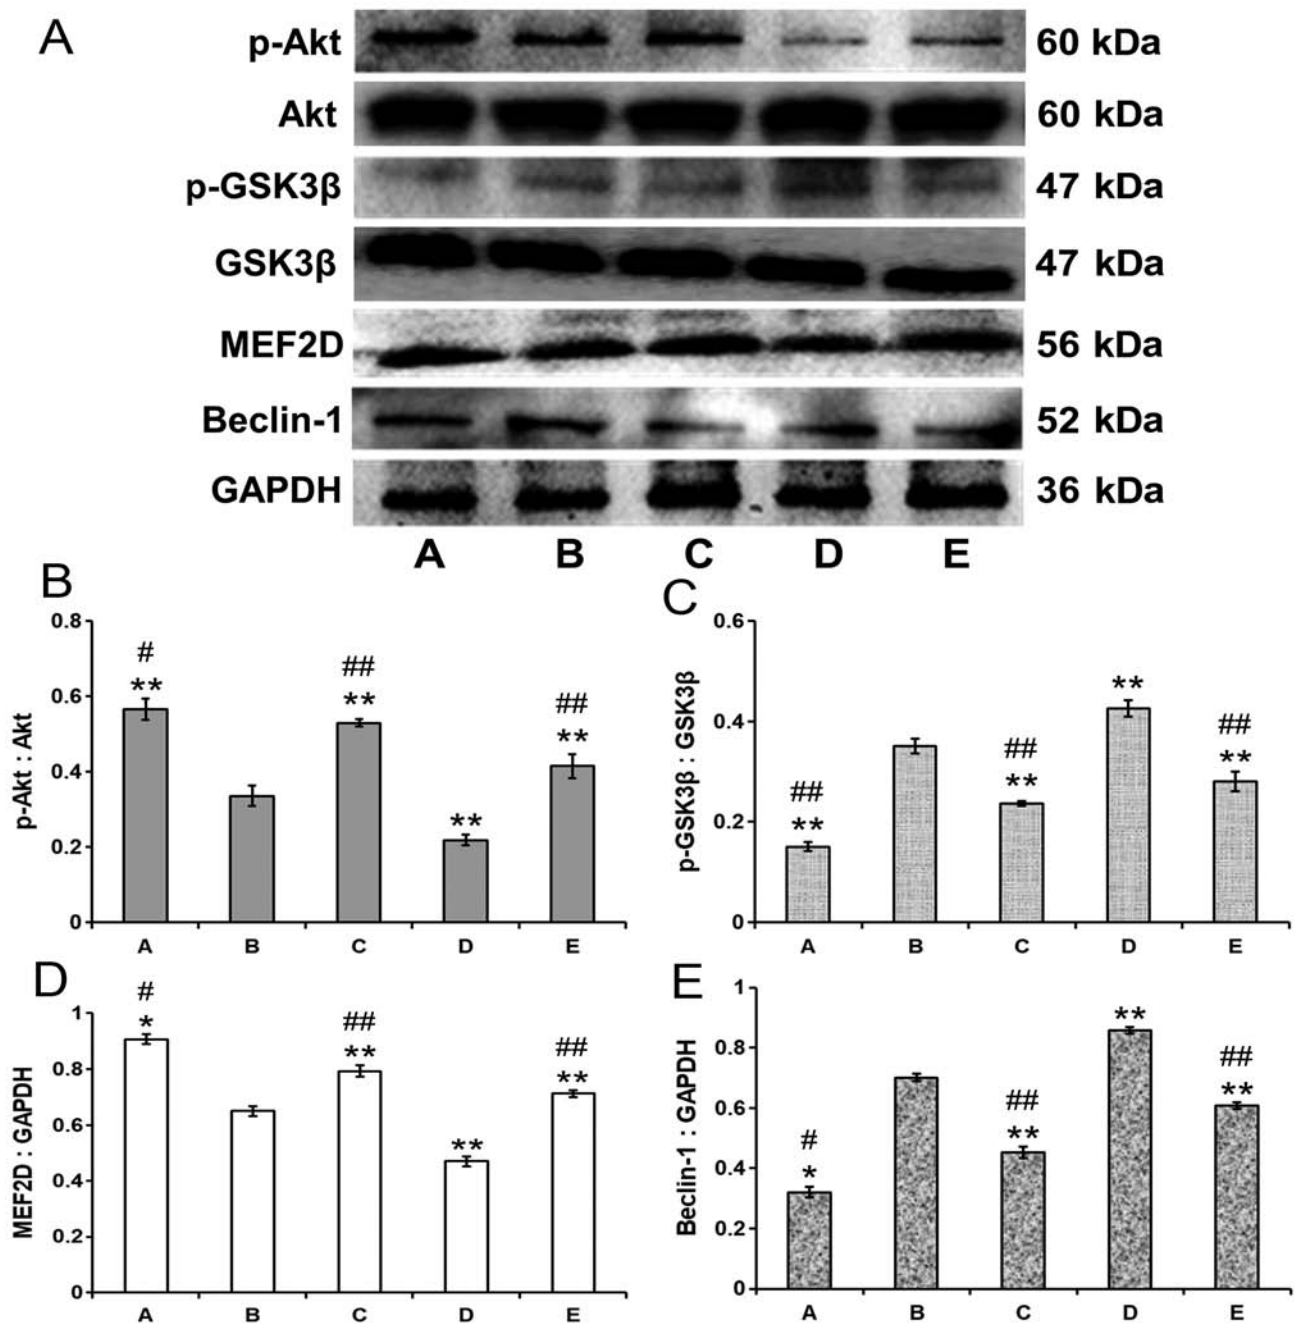 A
p-Akt 60 kDa
Akt 60 kDa
p-GSK3β 47 kDa
GSK3β 47 kDa
MEF2D 56 kDa
Beclin-1 52 kDa
GAPDH 36 kDa
A B C D E
B
p-Akt : Akt
0.8
0.6
0.4
0.2
0
#
**
##
**
**
##
**
A B C D E
C
p-GSK3β : GSK3β
0.6
0.4
0.2
0
##
**
##
**
**
##
**
A B C D E
D
MEF2D : GAPDH
1
0.8
0.6
0.4
0.2
0
#
*
##
**
**
##
**
A B C D E
E
Beclin-1 : GAPDH
1
0.8
0.6
0.4
0.2
0
#
*
##
**
**
##
**
A B C D E